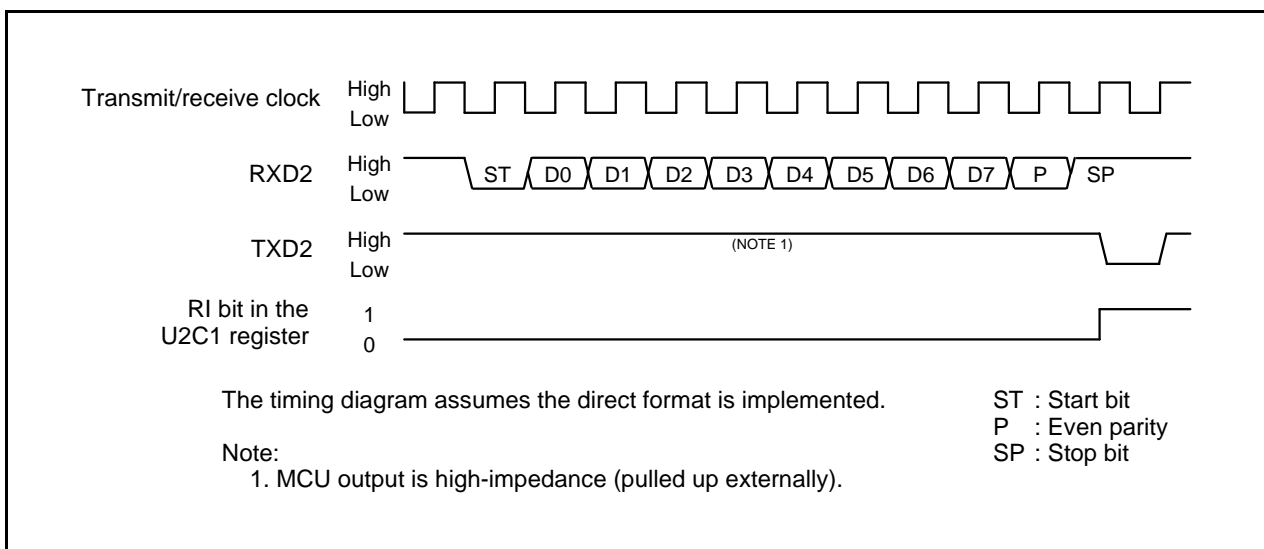 Transmit/receive clock High
Low
RXD2 High
Low
ST D0 D1 D2 D3 D4 D5 D6 D7 P SP
TXD2 High
Low
(NOTE 1)
RI bit in the
U2C1 register
1
0
The timing diagram assumes the direct format is implemented.
Note:
1. MCU output is high-impedance (pulled up externally).
ST : Start bit
P : Even parity
SP : Stop bit